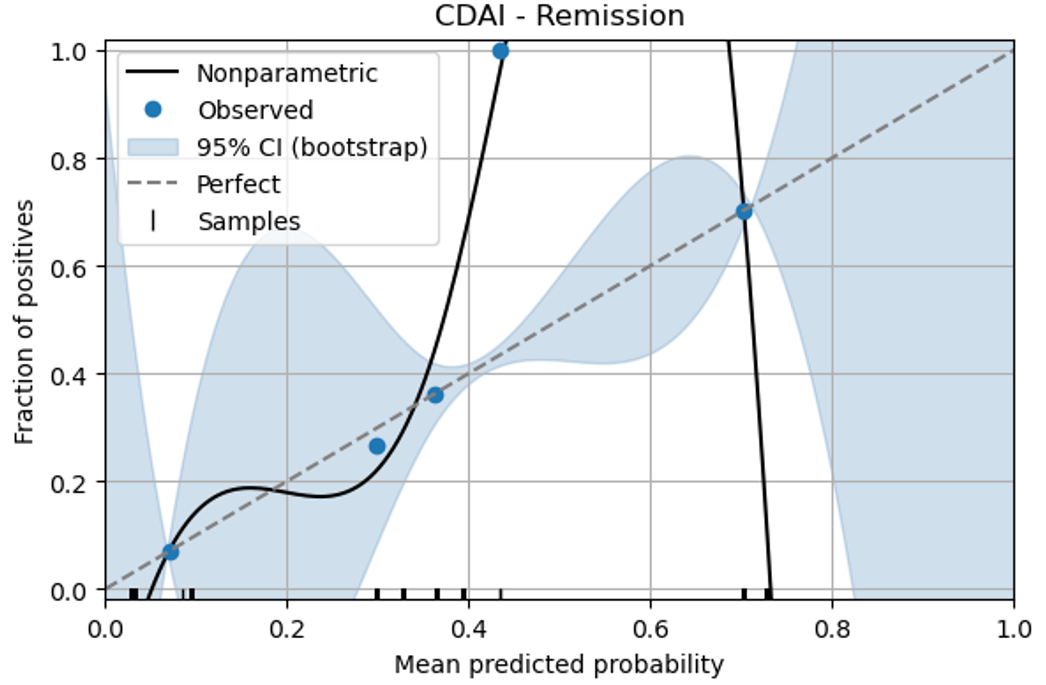 CDAI - Remission
Nonparametric
Observed
95% CI (bootstrap)
Perfect
Samples
Fraction of positives
1.0
0.8
0.6
0.4
0.2
0.0
0.0 0.2 0.4 0.6 0.8 1.0
Mean predicted probability